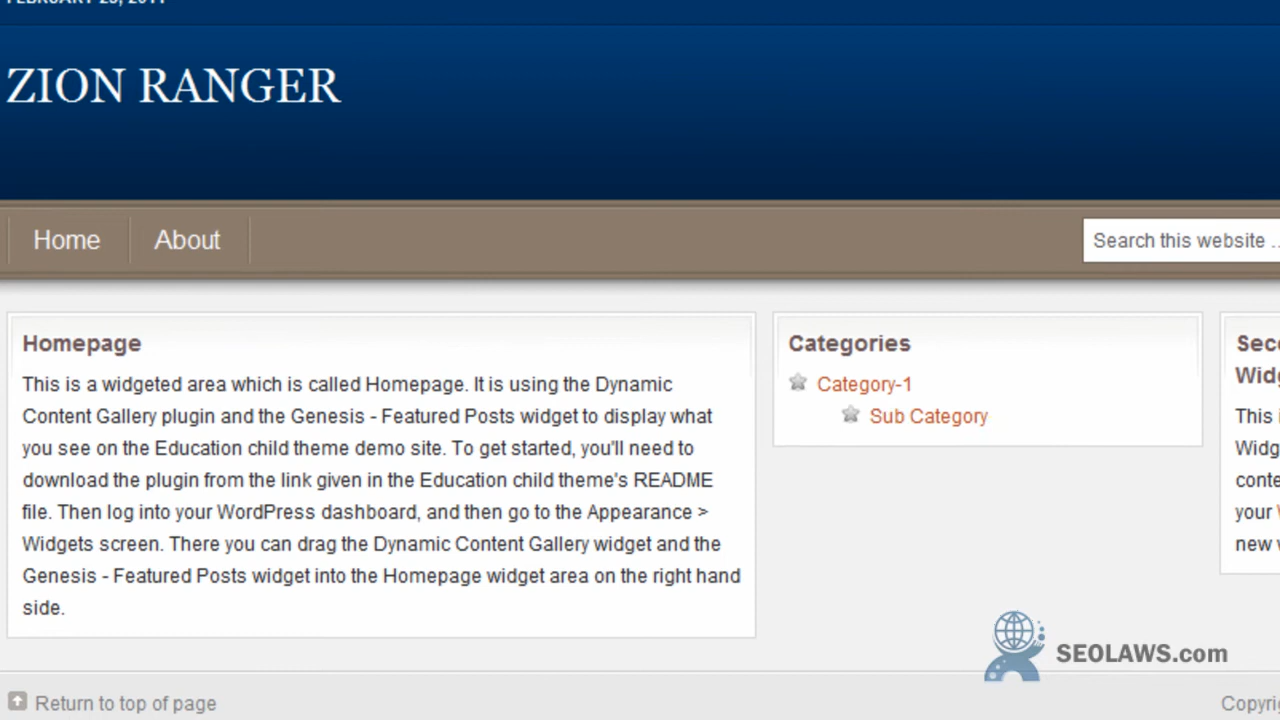 FEBRUARY 23, 2011
ZION RANGER
Home
About
Search this website ...
Homepage
This is a widgeted area which is called Homepage. It is using the Dynamic
Content Gallery plugin and the Genesis - Featured Posts widget to display what
you see on the Education child theme demo site. To get started, you'll need to
download the plugin from the link given in the Education child theme's README
file. Then log into your WordPress dashboard, and then go to the Appearance >
Widgets screen. There you can drag the Dynamic Content Gallery widget and the
Genesis - Featured Posts widget into the Homepage widget area on the right hand
side.
Categories
Category-1
Sub Category
This
your
new
SEOLAWS.com
Return to top of page